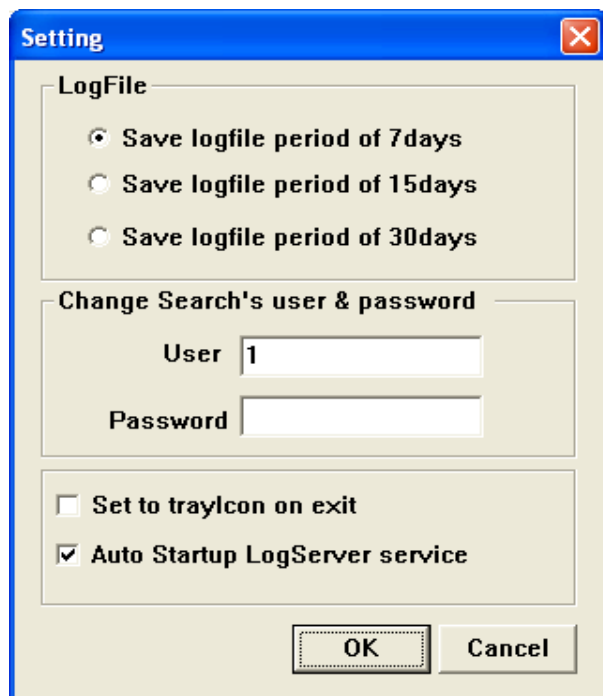 Setting
LogFile
Save logfile period of 7days
Save logfile period of 15days
Save logfile period of 30days
Change Search's user & password
User 1
Password
Set to trayIcon on exit
Auto Startup LogServer service
OK Cancel